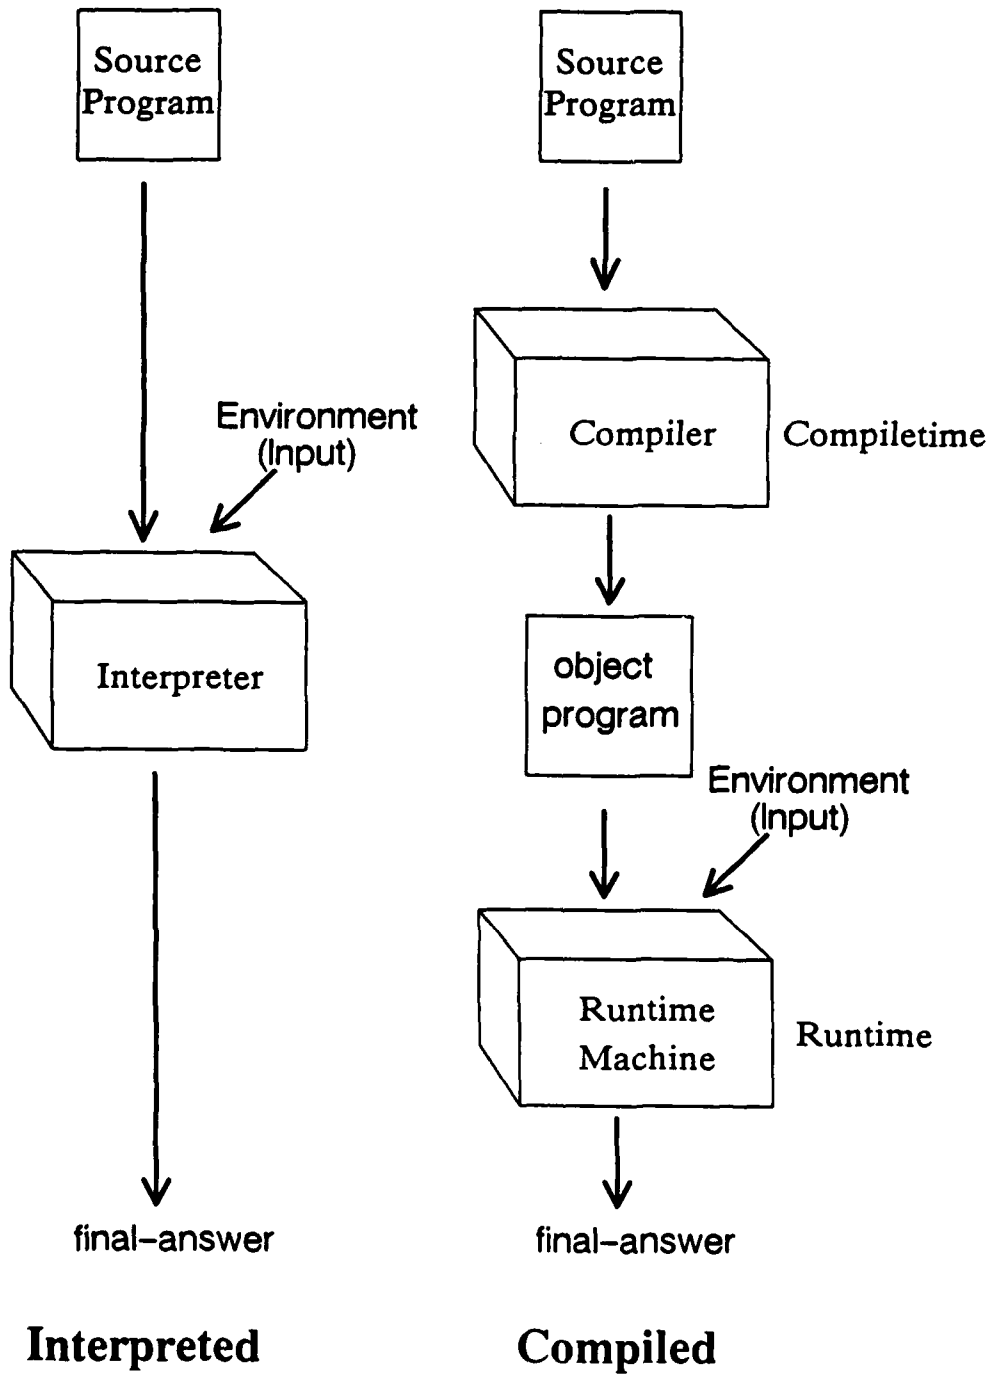 Source
Program
Environment
(Input)
Interpreter
final-answer
Interpreted
Source
Program
Compiler
Compiletime
object
program
Environment
(Input)
Runtime
Machine
Runtime
final-answer
Compiled